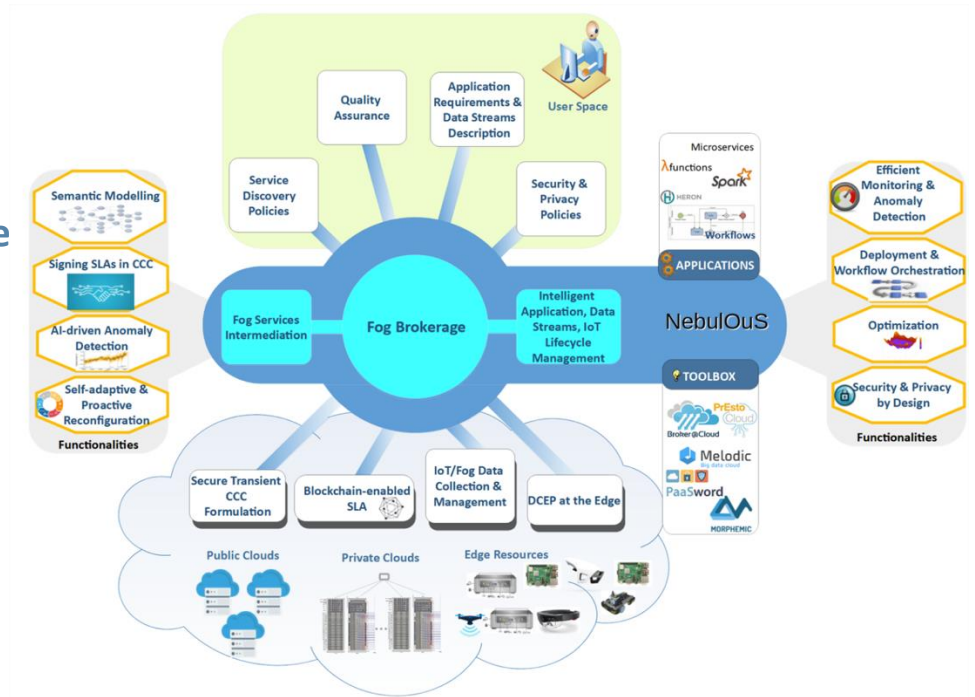 Quality
Assurance
Application
Requirements &
Data Streams
Description
User Space
Service
Discovery
Policies
Security &
Privacy
Policies
e
Semantic Modelling
Signing SLAs in CCC
AI-driven Anomaly
Detection
Self-adaptive &
Proactive
Reconfiguration
Functionalities
Fog Services
Intermediation
Fog Brokerage
Intelligent
Application, Data
Streams, IoT
Lifecycle
Management
NebulOuS
Microservices
λfunctions
Spark
HERON
Workflows
APPLICATIONS
TOOLBOX
PrEsto
Cloud
Broker@Cloud
Melodic
Big data cloud
PaaSword
MORPHEMIC
Efficient
Monitoring &
Anomaly
Detection
Deployment &
Workflow Orchestration
Optimization
Security & Privacy
by Design
Functionalities
Secure Transient
CCC
Formulation
Blockchain-enabled
SLA
IoT/Fog Data
Collection &
Management
DCEP at the Edge
Public Clouds
Private Clouds
Edge Resources